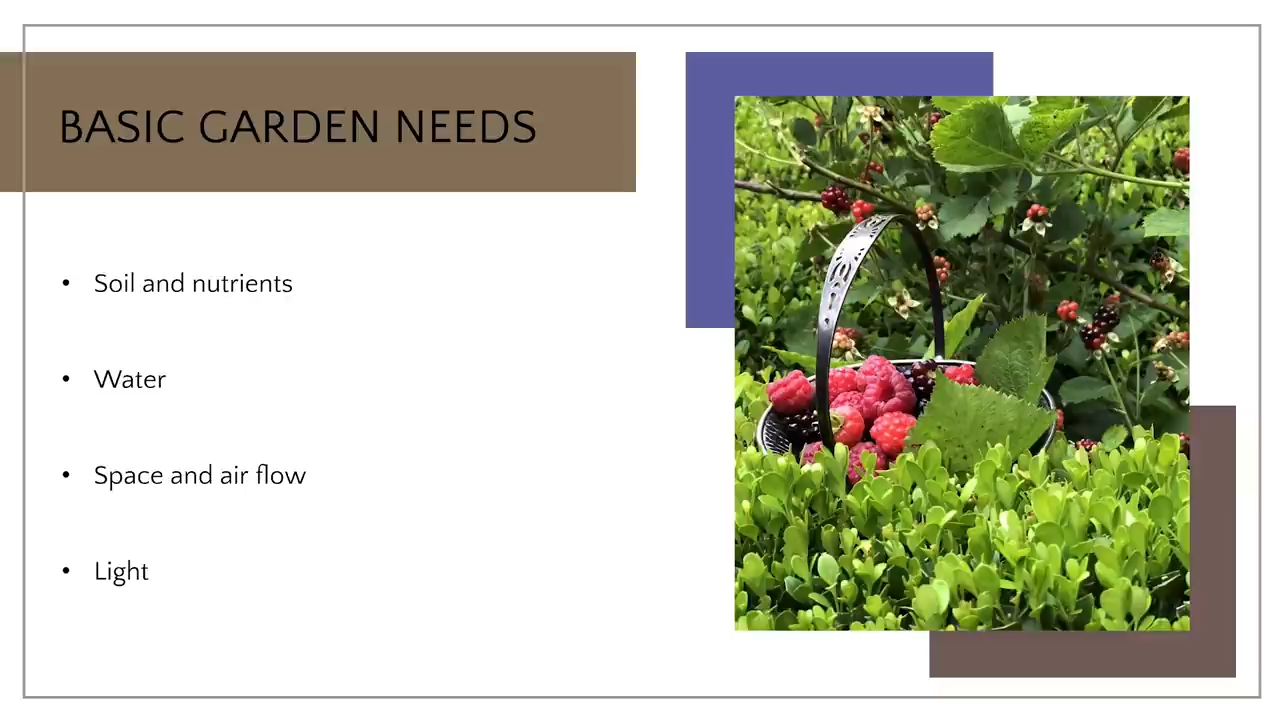 BASIC GARDEN NEEDS
• Soil and nutrients
• Water
• Space and air flow
• Light